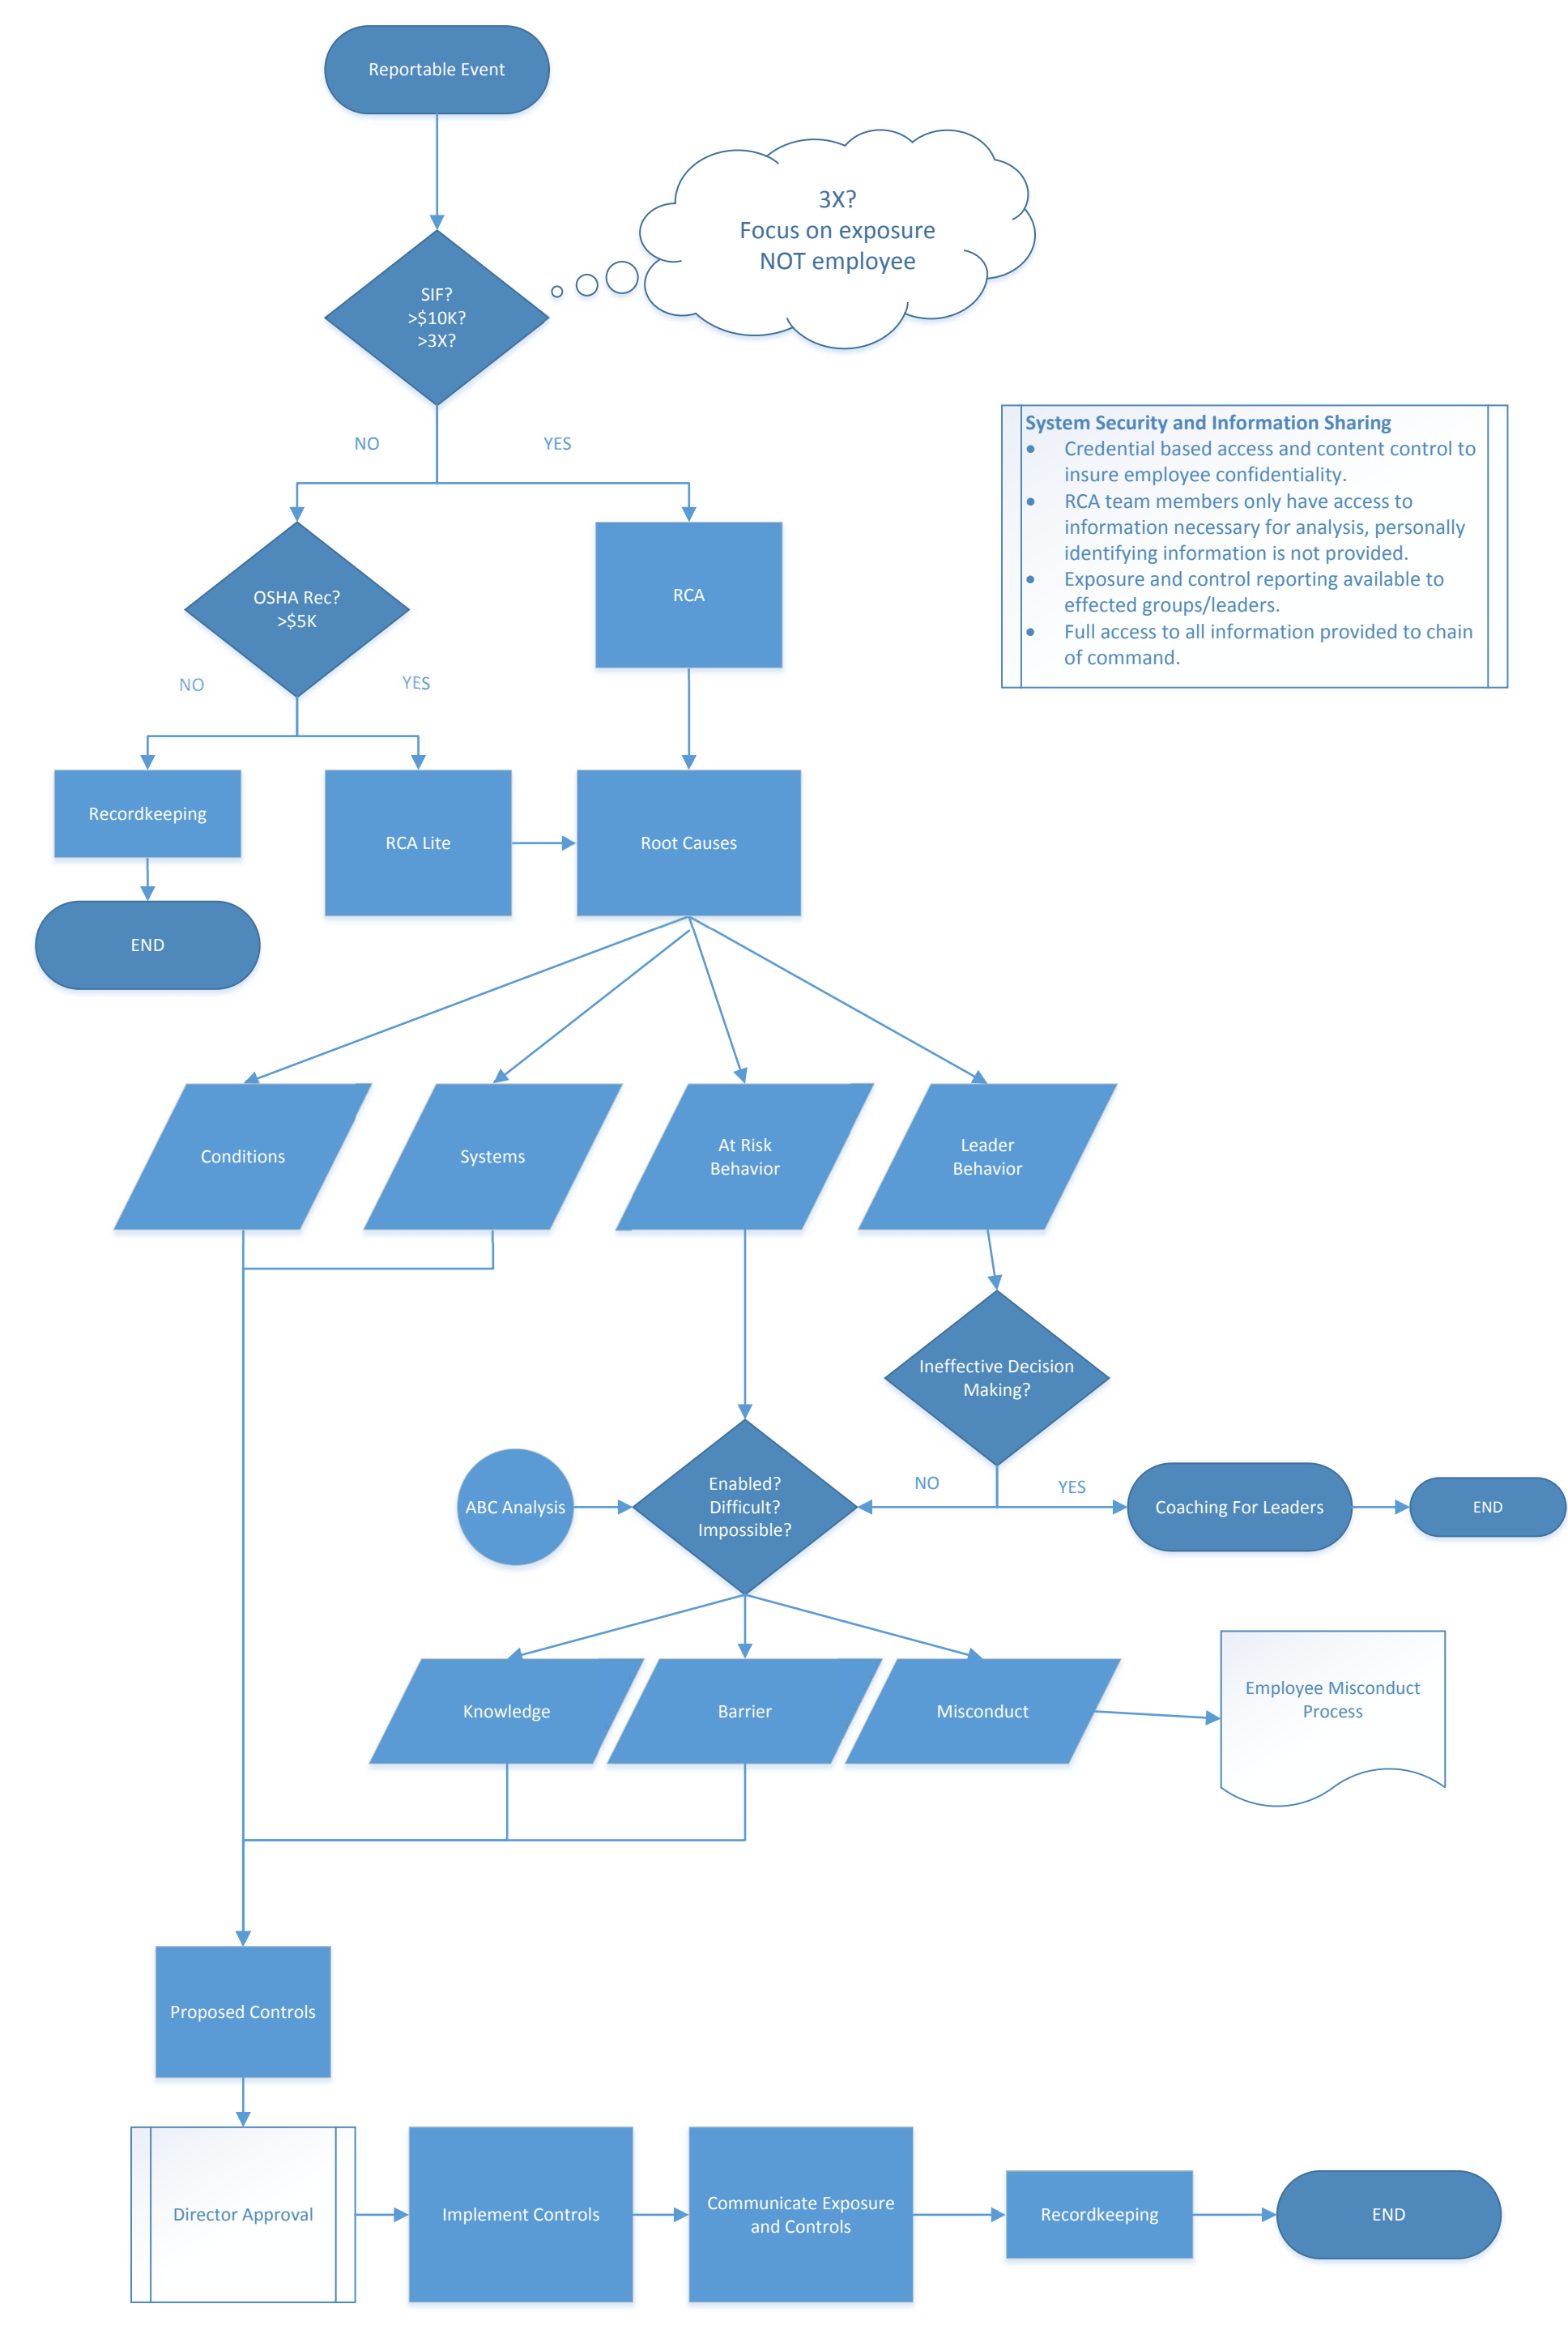 Reportable Event
3X?
Focus on exposure
NOT employee
SIF?
>$10K?
>3X?
NO
YES
System Security and Information Sharing
• Credential based access and content control to
insure employee confidentiality.
• RCA team members only have access to
information necessary for analysis, personally
identifying information is not provided.
• Exposure and control reporting available to
effected groups/leaders.
• Full access to all information provided to chain
of command.
OSHA Rec?
>$5K
RCA
NO
YES
Recordkeeping
RCA Lite
Root Causes
END
Conditions
Systems
At Risk
Behavior
Leader
Behavior
Ineffective Decision
Making?
ABC Analysis
Enabled?
Difficult?
Impossible?
NO
YES
Coaching For Leaders
END
Knowledge
Barrier
Misconduct
Employee Misconduct
Process
Proposed Controls
Director Approval
Implement Controls
Communicate Exposure
and Controls
Recordkeeping
END